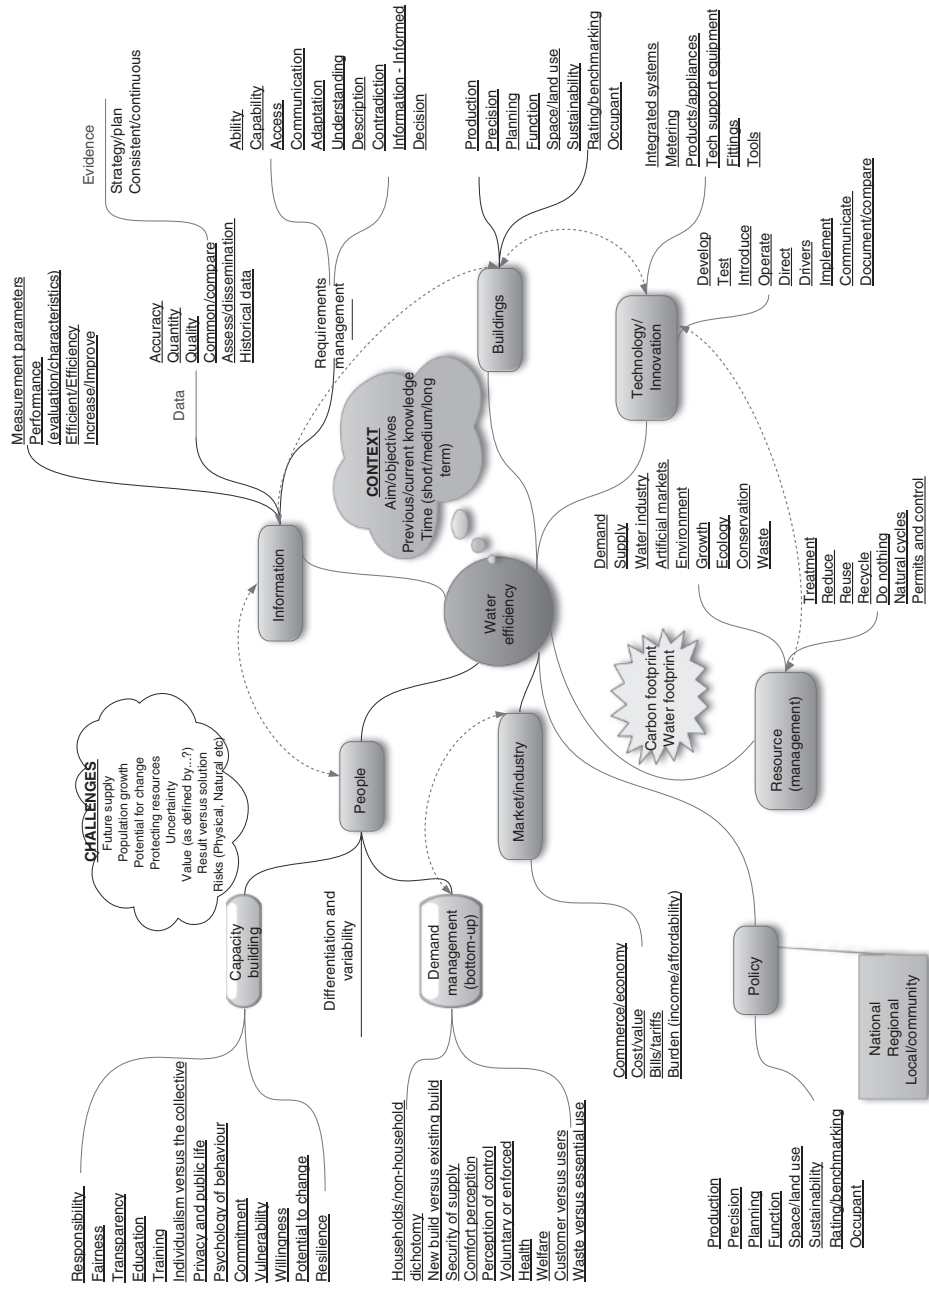 Responsibility
Fairness
Transparency
Education
Training
Individualism versus the collective
Privacy and public life
Psychology of behaviour
Commitment
Vulnerability
Willingness
Potential to change
Resilience
Capacity
building
CHALLENGES
Future supply
Population growth
Potential for change
Protecting resources
Uncertainty
Value (as defined by...?)
Result versus solution
Risks (Physical, Natural etc)
Differentiation and
variability
People
Households/non-household
dichotomy
New build versus existing build
Security of supply
Comfort perception
Perception of control
Voluntary or enforced
Health
Welfare
Customer versus users
Waste versus essential use
Demand
management
(bottom-up)
Information
Measurement parameters
Performance
(evaluation/characteristics)
Efficient/Efficiency
Increase/Improve
Data
Accuracy
Quantity
Quality
Common/compare
Assess/dissemination
Historical data
Evidence
Strategy/plan
Consistent/continuous
Requirements
management
Ability
Capability
Access
Communication
Adaptation
Understanding
Description
Contradiction
Information - Informed
Decision
CONTEXT
Aim/objectives
Previous/current knowledge
Time (short/medium/long
term)
Water
efficiency
Buildings
Production
Precision
Planning
Function
Space/land use
Sustainability
Rating/benchmarking
Occupant
Market/industry
Commerce/economy
Cost/value
Bills/tariffs
Burden (income/affordability)
Technology/
Innovation
Integrated systems
Metering
Products/appliances
Tech support equipment
Fittings
Tools
Develop
Test
Introduce
Operate
Direct
Drivers
Implement
Communicate
Document/compare
Carbon footprint
Water footprint
Demand
Supply
Water industry
Artificial markets
Environment
Growth
Ecology
Conservation
Waste
Resource
(management)
Treatment
Reduce
Reuse
Recycle
Do nothing
Natural cycles
Permits and control
Policy
Production
Precision
Planning
Function
Space/land use
Sustainability
Rating/benchmarking
Occupant
National
Regional
Local/community